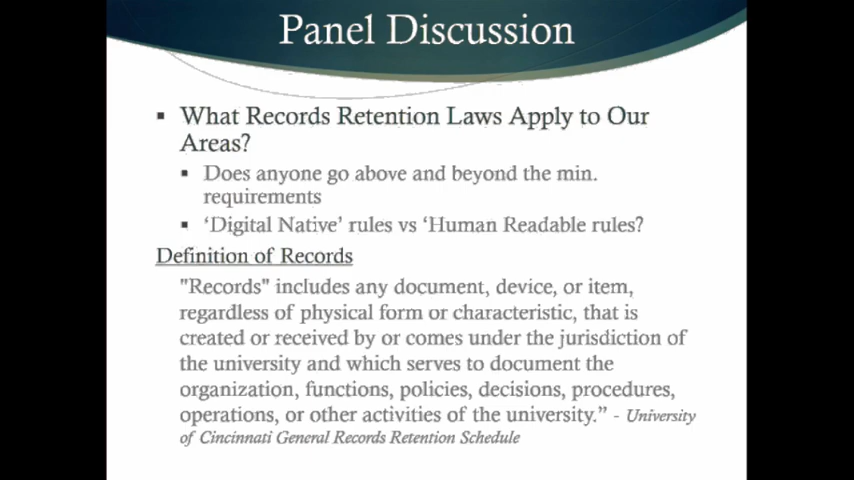 Panel Discussion
▪ What Records Retention Laws Apply to Our
Areas?
▪ Does anyone go above and beyond the min.
requirements
▪ ‘Digital Native’ rules vs ‘Human Readable rules?
Definition of Records
"Records" includes any document, device, or item,
regardless of physical form or characteristic, that is
created or received by or comes under the jurisdiction of
the university and which serves to document the
organization, functions, policies, decisions, procedures,
operations, or other activities of the university.” - University
of Cincinnati General Records Retention Schedule